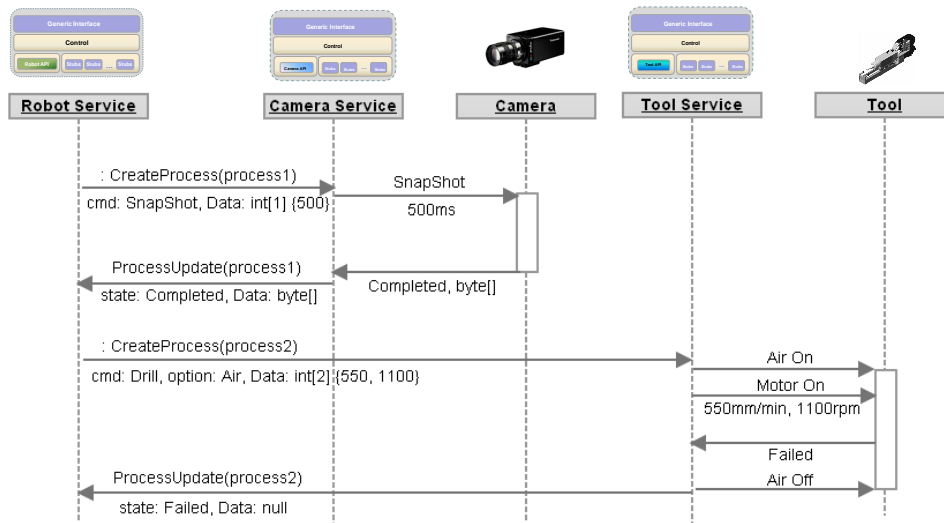 Generic Interface
Control
Robot API Stubs Stubs ... Stubs
Generic Interface
Control
Camera API Stubs Stubs ... Stubs
Generic Interface
Control
Tool API Stubs Stubs ... Stubs
Robot Service
Camera Service
Camera
Tool Service
Tool
: CreateProcess(process1)
cmd: SnapShot, Data: int[1] {500}
SnapShot
500ms
ProcessUpdate(process1)
state: Completed, Data: byte[]
Completed, byte[]
: CreateProcess(process2)
cmd: Drill, option: Air, Data: int[2] {550, 1100}
Air On
Motor On
550mm/min, 1100rpm
Failed
ProcessUpdate(process2)
state: Failed, Data: null
Air Off